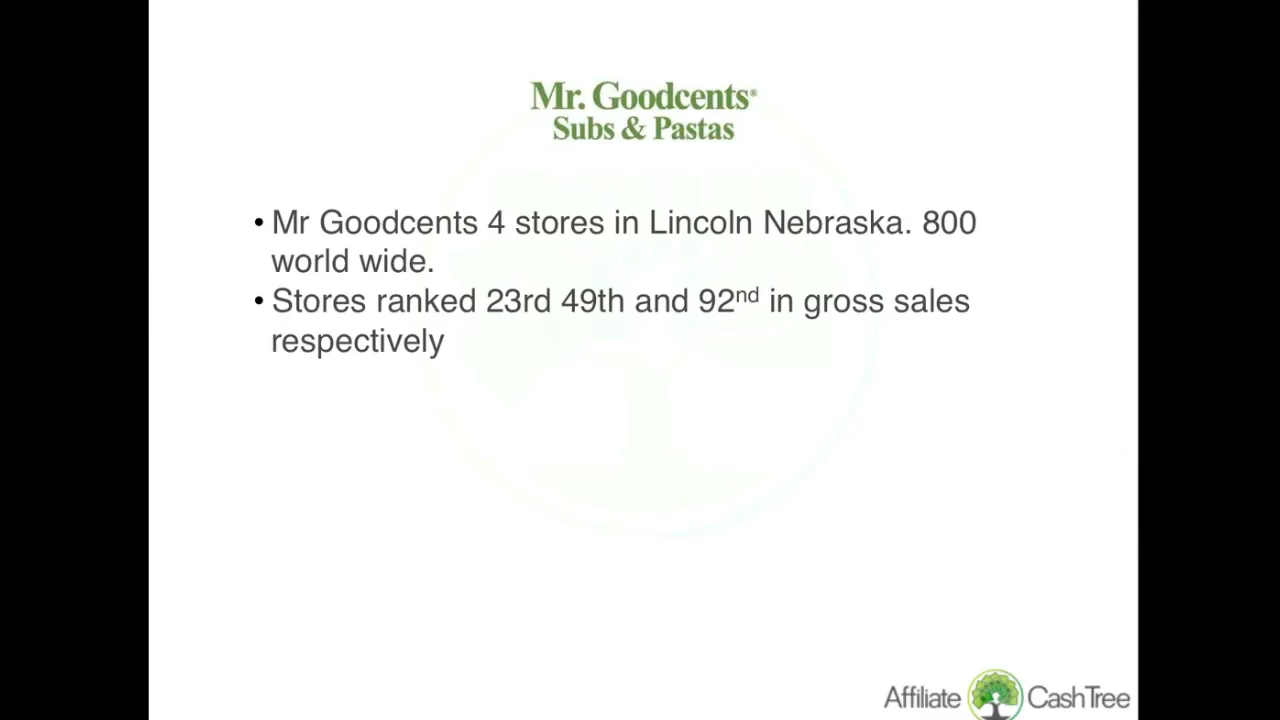 Mr. Goodcents®
Subs & Pastas
• Mr Goodcents 4 stores in Lincoln Nebraska. 800
world wide.
• Stores ranked 23rd 49th and 92nd in gross sales
respectively
Affiliate CashTree